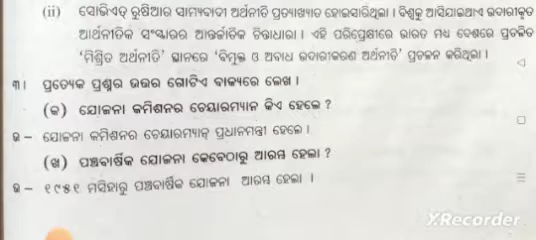 (ii) ସୋଭିଏତ୍ ରୁଷିଆର ସାମ୍ୟବାଦୀ ଅର୍ଥନୀତି ପ୍ରତ୍ୟାଖ୍ୟାତ ହୋଇସାରିଥିଲା । ବିଶ୍ୱକୁ ଆସିଯାଇଥାଏ ଉଦାରୀକୃତ
ଆର୍ଥନୀତିକ ସଂସ୍କାରର ଆନ୍ତର୍ଜାତିକ ଚିନ୍ତାଧାରା । ଏହି ପରିପ୍ରେକ୍ଷୀରେ ଭାରତ ମଧ୍ୟ ଦେଶରେ ପ୍ରଚଳିତ
'ମିଶ୍ରିତ ଅର୍ଥନୀତି' ସ୍ଥାନରେ 'ବିମୁକ୍ତ ଓ ଅବାଧ ଉଦାରୀକରଣ ଅର୍ଥନୀତି' ପ୍ରଚଳନ କରିଥିଲା ।
୩। ପ୍ରତ୍ୟେକ ପ୍ରଶ୍ନର ଉତ୍ତର ଗୋଟିଏ ବାକ୍ୟରେ ଲେଖ ।
(କ) ଯୋଜନା କମିଶନର ଚେୟାରମ୍ୟାନ କିଏ ହେଲେ ?
ଉ – ଯୋଜନା କମିଶନର ଚେୟାରମ୍ୟାନ୍ ପ୍ରଧାନମନ୍ତ୍ରୀ ହେଲେ ।
(ଖ) ପଞ୍ଚବାର୍ଷିକ ଯୋଜନା କେବେଠାରୁ ଆରମ୍ଭ ହେଲା ?
ଉ – ୧୯୫୧ ମସିହାରୁ ପଞ୍ଚବାର୍ଷିକ ଯୋଜନା ଆରମ୍ଭ ହେଲା ।
XRecorder